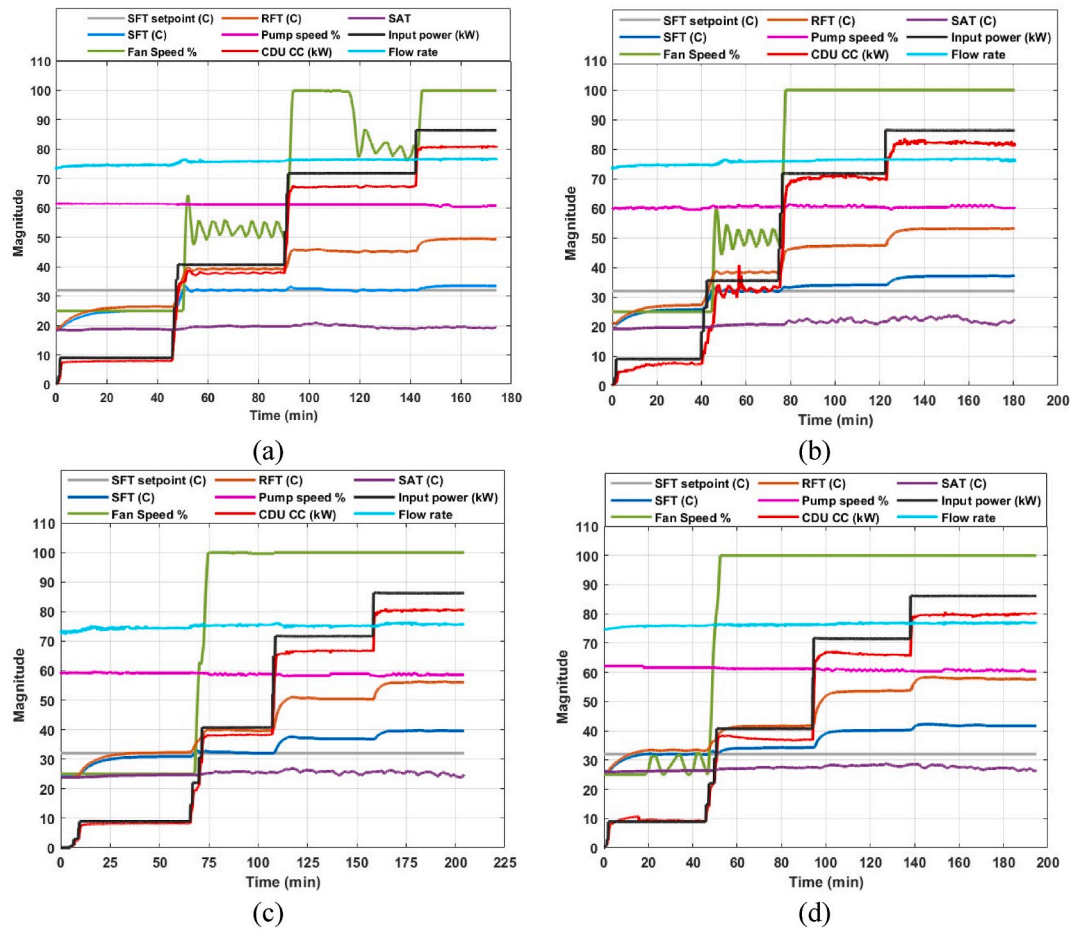 SFT setpoint (C) RFT (C) SAT
SFT (C) Pump speed % Input power (kW)
Fan Speed % CDU CC (kW) Flow rate
110
100
90
80
70
60
50
40
30
20
10
0
Magnitude
0 20 40 60 80 100 120 140 160 180
Time (min)
(a)
SFT setpoint (C) RFT (C) SAT (C)
SFT (C) Pump speed % Input power (kW)
Fan Speed % CDU CC (kW) Flow rate
110
100
90
80
70
60
50
40
30
20
10
0
Magnitude
0 20 40 60 80 100 120 140 160 180 200
Time (min)
(b)
SFT setpoint (C) RFT (C) SAT (C)
SFT (C) Pump speed % Input power (kW)
Fan Speed % CDU CC (kW) Flow rate
110
100
90
80
70
60
50
40
30
20
10
0
Magnitude
0 25 50 75 100 125 150 175 200 225
Time (min)
(c)
SFT setpoint (C) RFT (C) SAT (C)
SFT (C) Pump speed % Input power (kW)
Fan Speed % CDU CC (kW) Flow rate
110
100
90
80
70
60
50
40
30
20
10
0
Magnitude
0 20 40 60 80 100 120 140 160 180 200
Time (min)
(d)